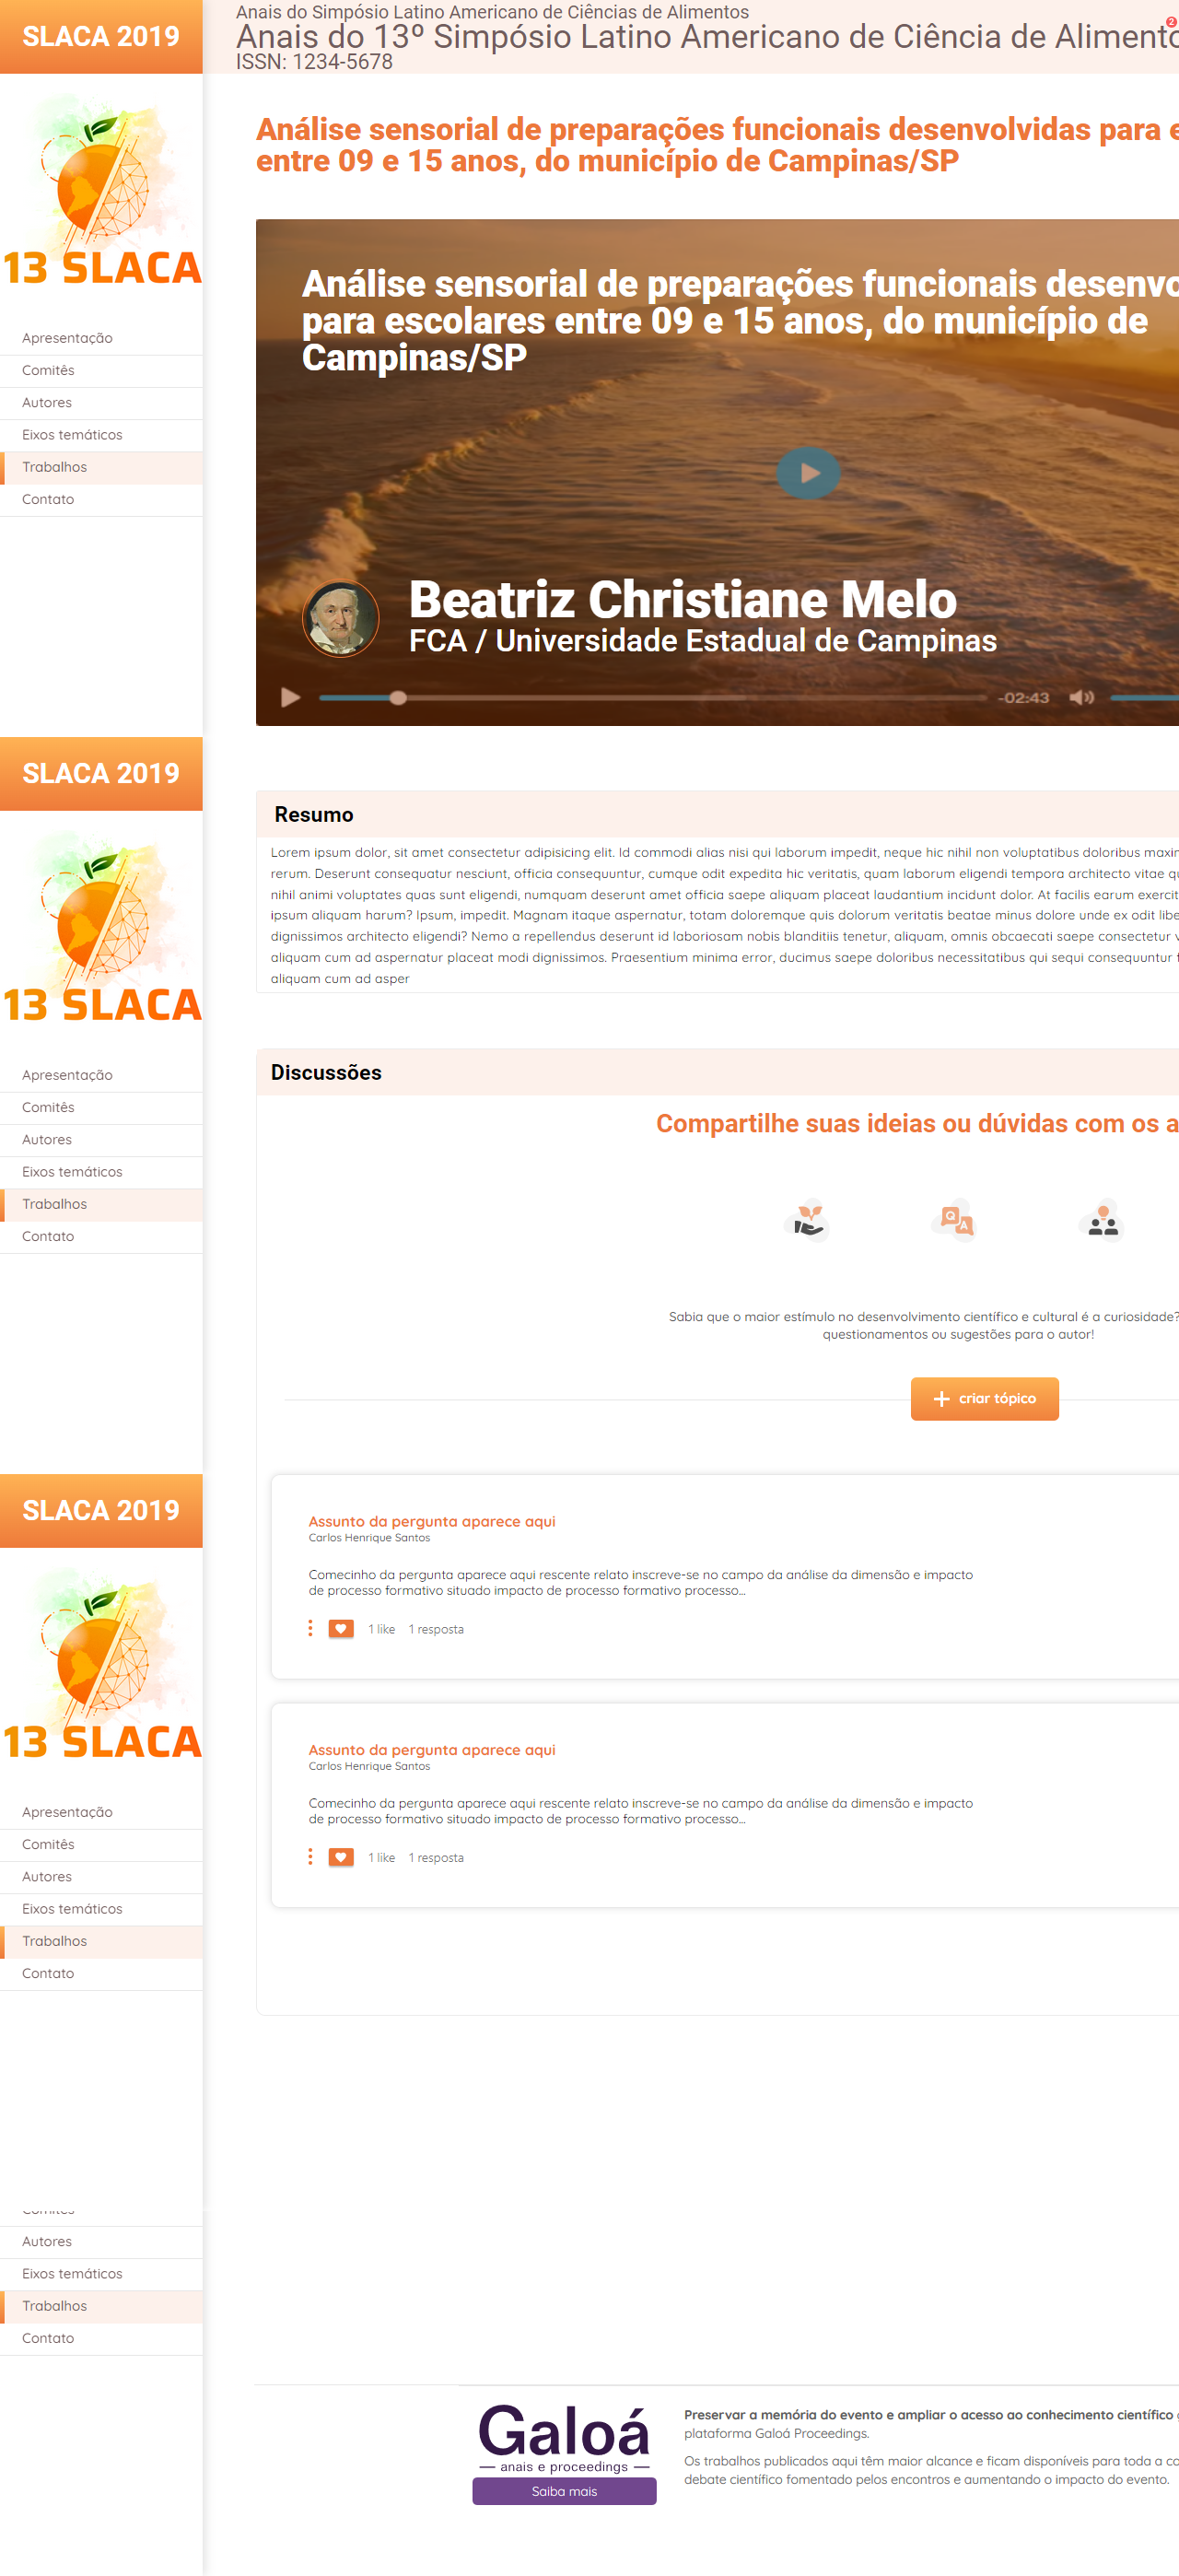 SLACA 2019
Anais do Simpósio Latino Americano de Ciências de Alimentos
Anais do 13º Simpósio Latino Americano de Ciência de Alimento
2
ISSN: 1234-5678
13 SLACA
Apresentação
Comitês
Autores
Eixos temáticos
Trabalhos
Contato
Análise sensorial de preparações funcionais desenvolvidas para e
entre 09 e 15 anos, do município de Campinas/SP
Análise sensorial de preparações funcionais desenvo
para escolares entre 09 e 15 anos, do município de
Campinas/SP
Beatriz Christiane Melo
FCA / Universidade Estadual de Campinas
-02:43
SLACA 2019
13 SLACA
Apresentação
Comitês
Autores
Eixos temáticos
Trabalhos
Contato
Resumo
Lorem ipsum dolor, sit amet consectetur adipisicing elit. Id commodi alias nisi qui laborum impedit, neque hic nihil non voluptatibus doloribus maxim
rerum. Deserunt consequatur nesciunt, officia consequuntur, cumque odit expedita hic veritatis, quam laborum eligendi tempora architecto vitae qu
nihil animi voluptates quas sunt eligendi, numquam deserunt amet officia saepe aliquam placeat laudantium incidunt dolor. At facilis earum exercit
ipsum aliquam harum? Ipsum, impedit. Magnam itaque aspernatur, totam doloremque quis dolorum veritatis beatae minus dolore unde ex odit libe
dignissimos architecto eligendi? Nemo a repellendus deserunt id laboriosam nobis blanditiis tenetur, aliquam, omnis obcaecati saepe consectetur v
aliquam cum ad aspernatur placeat modi dignissimos. Praesentium minima error, ducimus saepe doloribus necessitatibus qui sequi consequuntur f
aliquam cum ad asper
Discussões
Compartilhe suas ideias ou dúvidas com os a
Q A
Sabia que o maior estímulo no desenvolvimento científico e cultural é a curiosidade?
questionamentos ou sugestões para o autor!
criar tópico
SLACA 2019
13 SLACA
Apresentação
Comitês
Autores
Eixos temáticos
Trabalhos
Contato
Assunto da pergunta aparece aqui
Carlos Henrique Santos
Comecinho da pergunta aparece aqui rescente relato inscreve-se no campo da análise da dimensão e impacto
de processo formativo situado impacto de processo formativo processo...
1 like 1 resposta
Assunto da pergunta aparece aqui
Carlos Henrique Santos
Comecinho da pergunta aparece aqui rescente relato inscreve-se no campo da análise da dimensão e impacto
de processo formativo situado impacto de processo formativo processo...
1 like 1 resposta
Comitês
Autores
Eixos temáticos
Trabalhos
Contato
Galoá
anais e proceedings
Saiba mais
Preservar a memória do evento e ampliar o acesso ao conhecimento científico
plataforma Galoá Proceedings.
Os trabalhos publicados aqui têm maior alcance e ficam disponíveis para toda a co
debate científico fomentado pelos encontros e aumentando o impacto do evento.